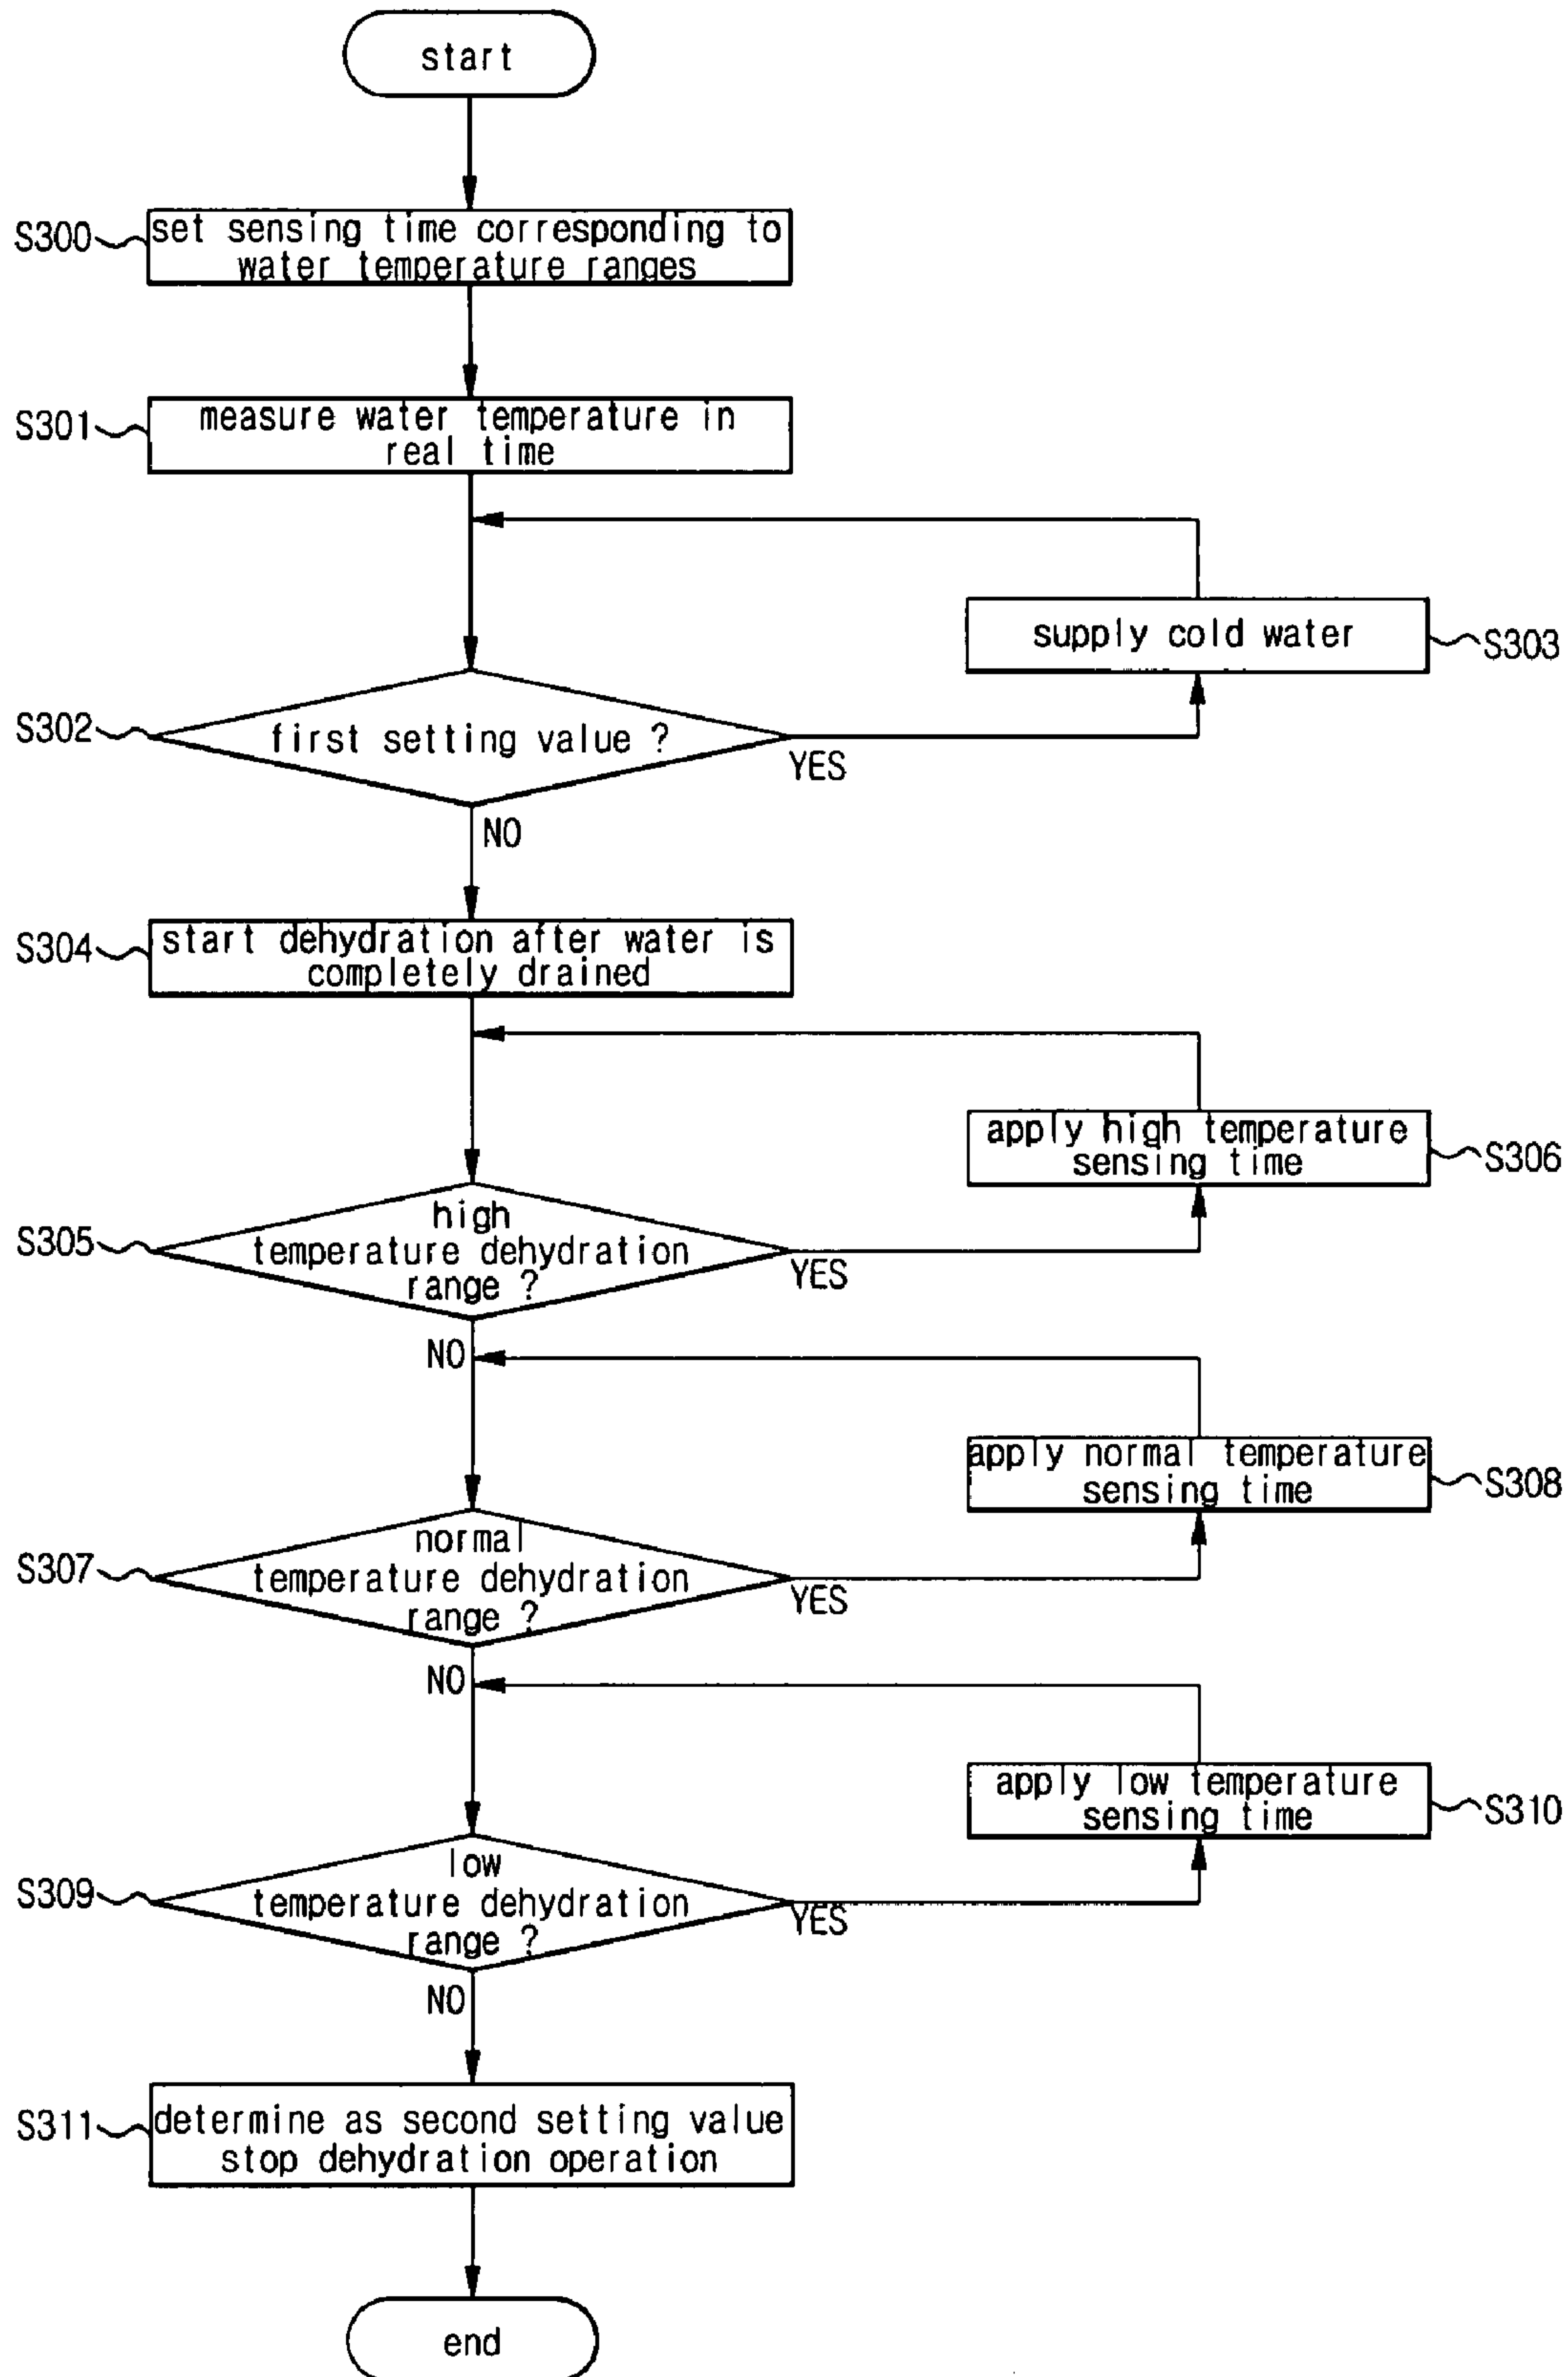 start
S300
set sensing time corresponding to
water temperature ranges
S301
measure water temperature in
real time
supply cold water
S303
S302
first setting value ?
YES
NO
S304
start dehydration after water is
completely drained
apply high temperature
sensing time
S306
S305
high
temperature dehydration
range ?
YES
NO
apply normal temperature
sensing time
S308
S307
normal
temperature dehydration
range ?
YES
NO
apply low temperature
sensing time
S310
S309
low
temperature dehydration
range ?
YES
NO
S311
determine as second setting value
stop dehydration operation
end